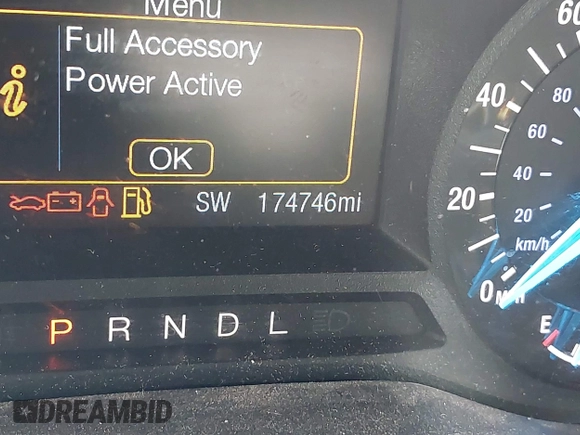 Menu
Full Accessory
Power Active
OK
SW 174746mi
60
40
20
0
80
60
40
20
km/h
P R N D L
E
DREAMBID